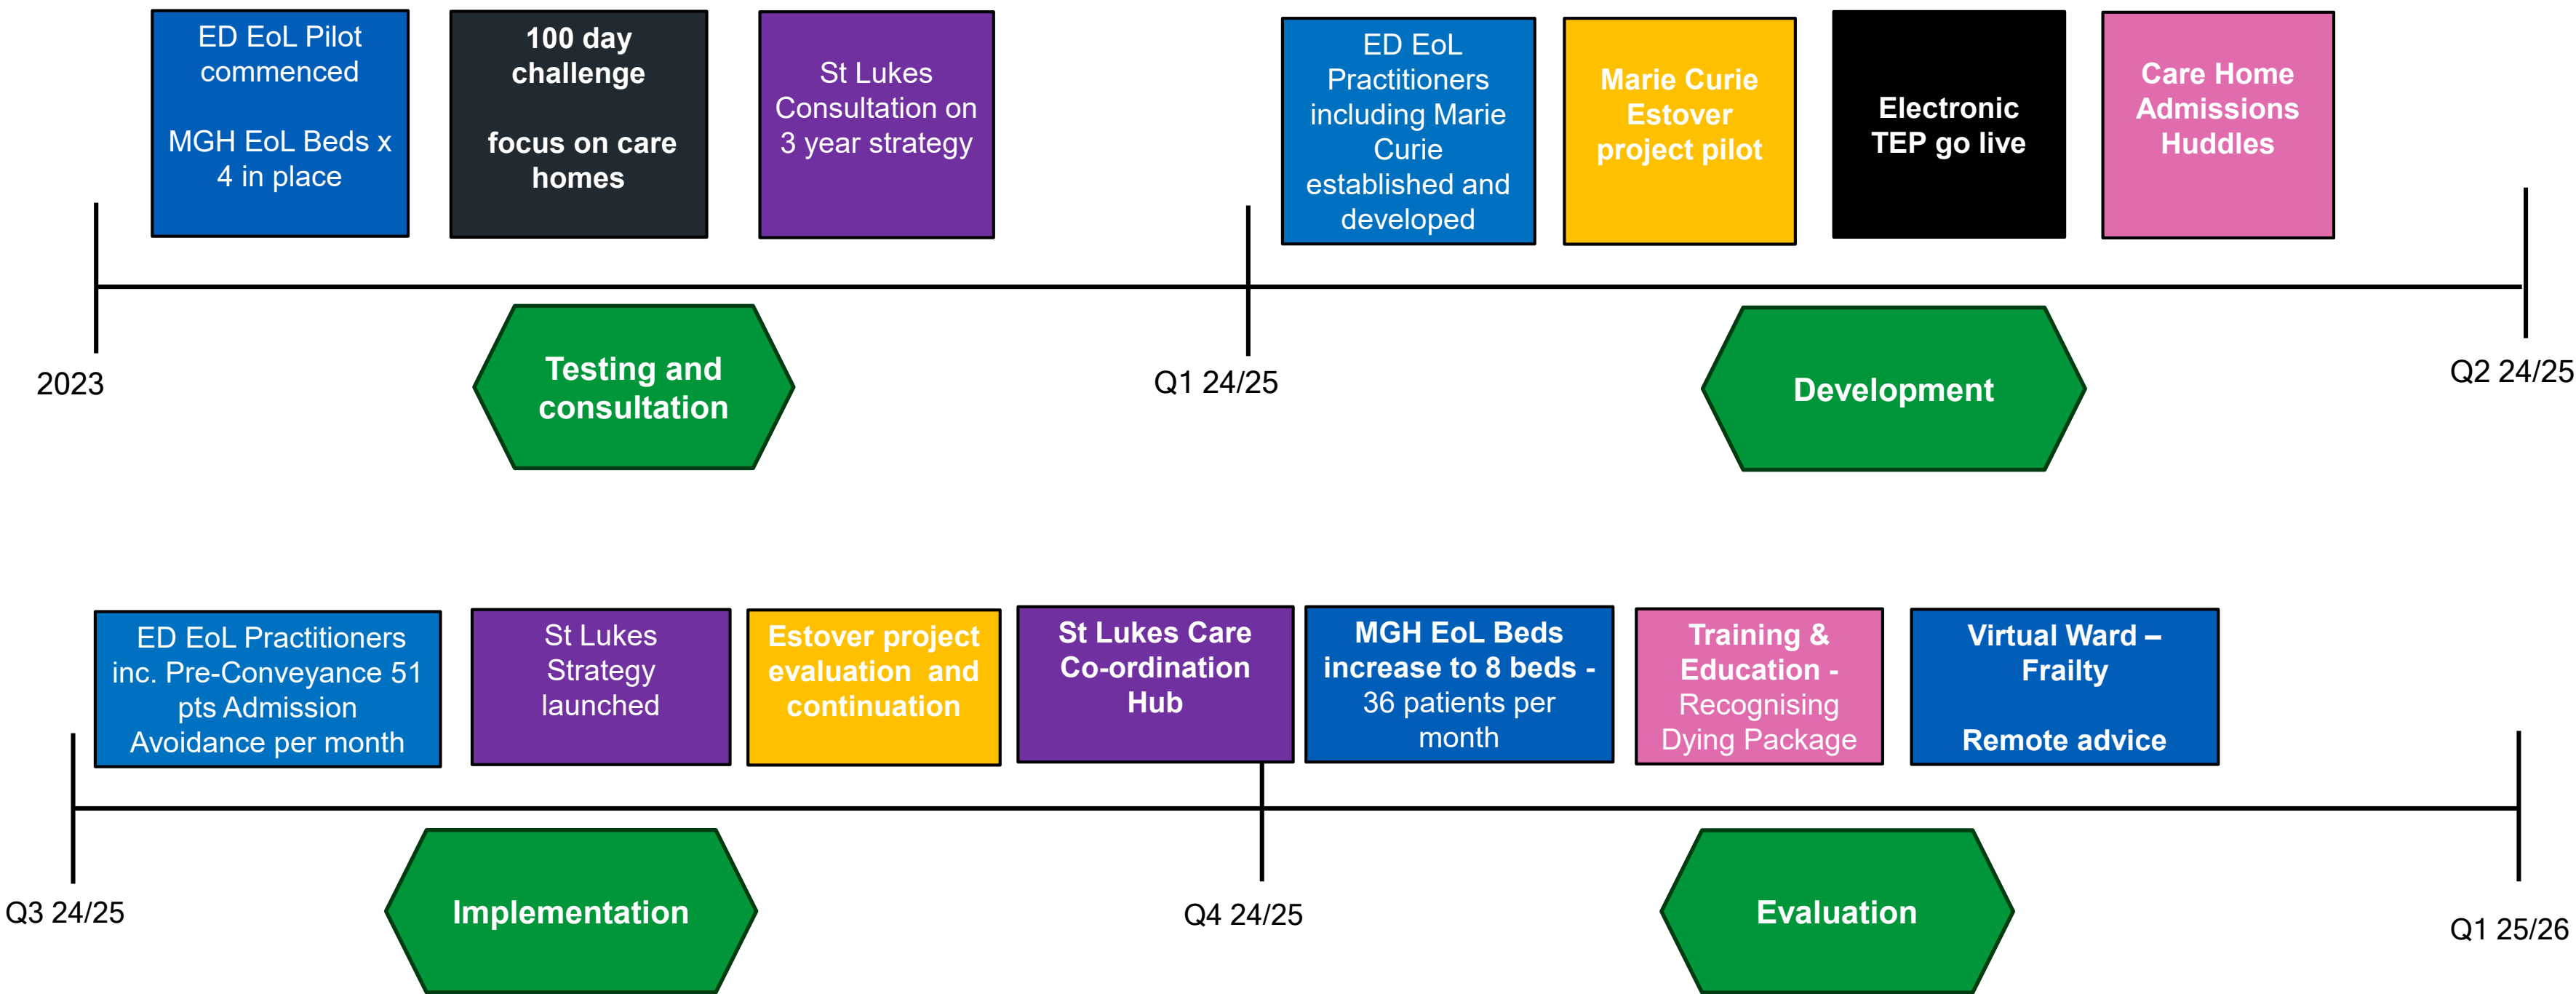 ED EoL Pilot
commenced
MGH EoL Beds x
4 in place
100 day
challenge
focus on care
homes
St Lukes
Consultation on
3 year strategy
ED EoL
Practitioners
including Marie
Curie
established and
developed
Marie Curie
Estover
project pilot
Electronic
TEP go live
Care Home
Admissions
Huddles
2023
Testing and
consultation
Q1 24/25
Development
Q2 24/25
ED EoL Practitioners
inc. Pre-Conveyance 51
pts Admission
Avoidance per month
St Lukes
Strategy
launched
Estover project
evaluation and
continuation
St Lukes Care
Co-ordination
Hub
MGH EoL Beds
increase to 8 beds -
36 patients per
month
Training &
Education -
Recognising
Dying Package
Virtual Ward –
Frailty
Remote advice
Q3 24/25
Implementation
Q4 24/25
Evaluation
Q1 25/26